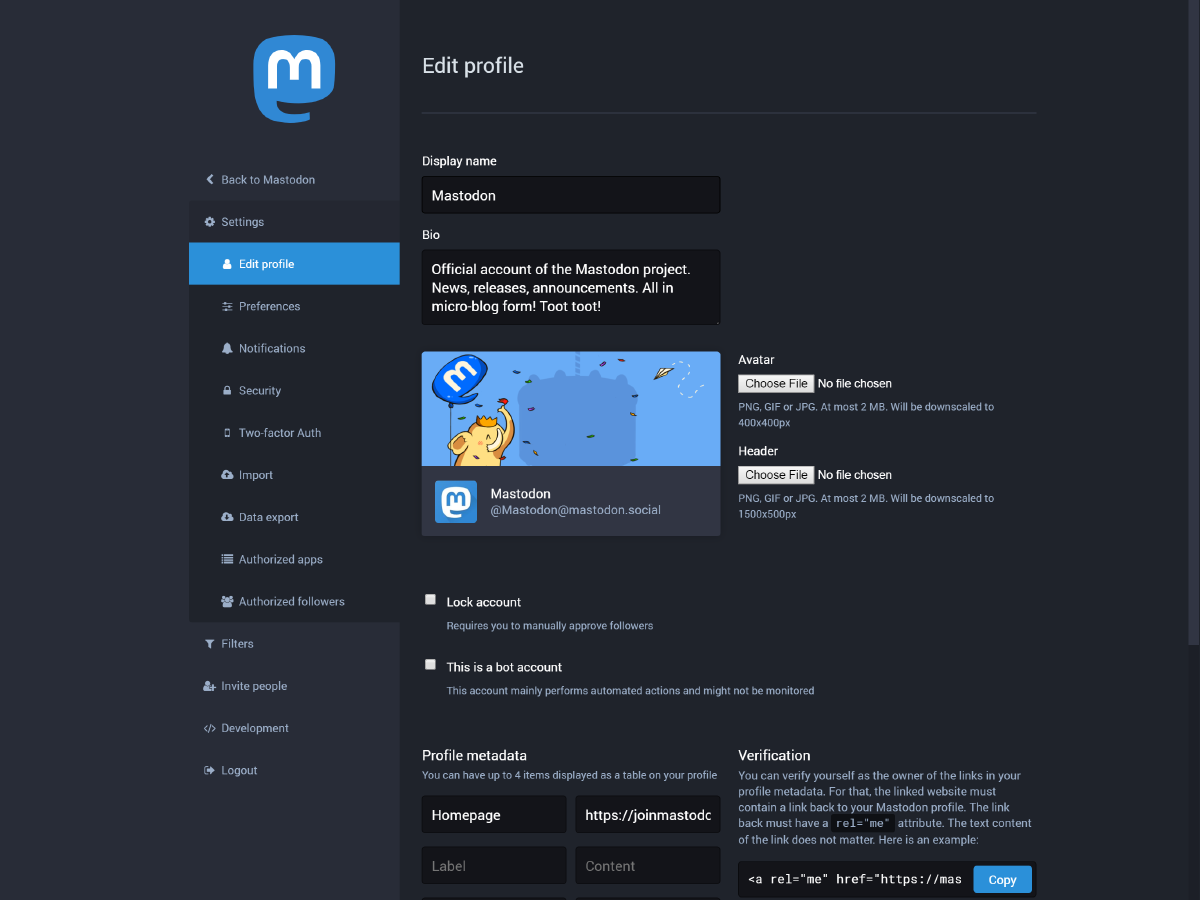 Back to Mastodon
Settings
Edit profile
Preferences
Notifications
Security
Two-factor Auth
Import
Data export
Authorized apps
Authorized followers
Filters
Invite people
Development
Logout
Edit profile
Display name
Mastodon
Bio
Official account of the Mastodon project.
News, releases, announcements. All in
micro-blog form! Toot toot!
Mastodon
@Mastodon@mastodon.social
Avatar
Choose File No file chosen
PNG, GIF or JPG. At most 2 MB. Will be downscaled to
400x400px
Header
Choose File No file chosen
PNG, GIF or JPG. At most 2 MB. Will be downscaled to
1500x500px
Lock account
Requires you to manually approve followers
This is a bot account
This account mainly performs automated actions and might not be monitored
Profile metadata
You can have up to 4 items displayed as a table on your profile
Homepage https://joinmastodc
Label Content
Verification
You can verify yourself as the owner of the links in your
profile metadata. For that, the linked website must
contain a link back to your Mastodon profile. The link
back must have a rel="me" attribute. The text content
of the link does not matter. Here is an example:
<a rel="me" href="https://mas Copy